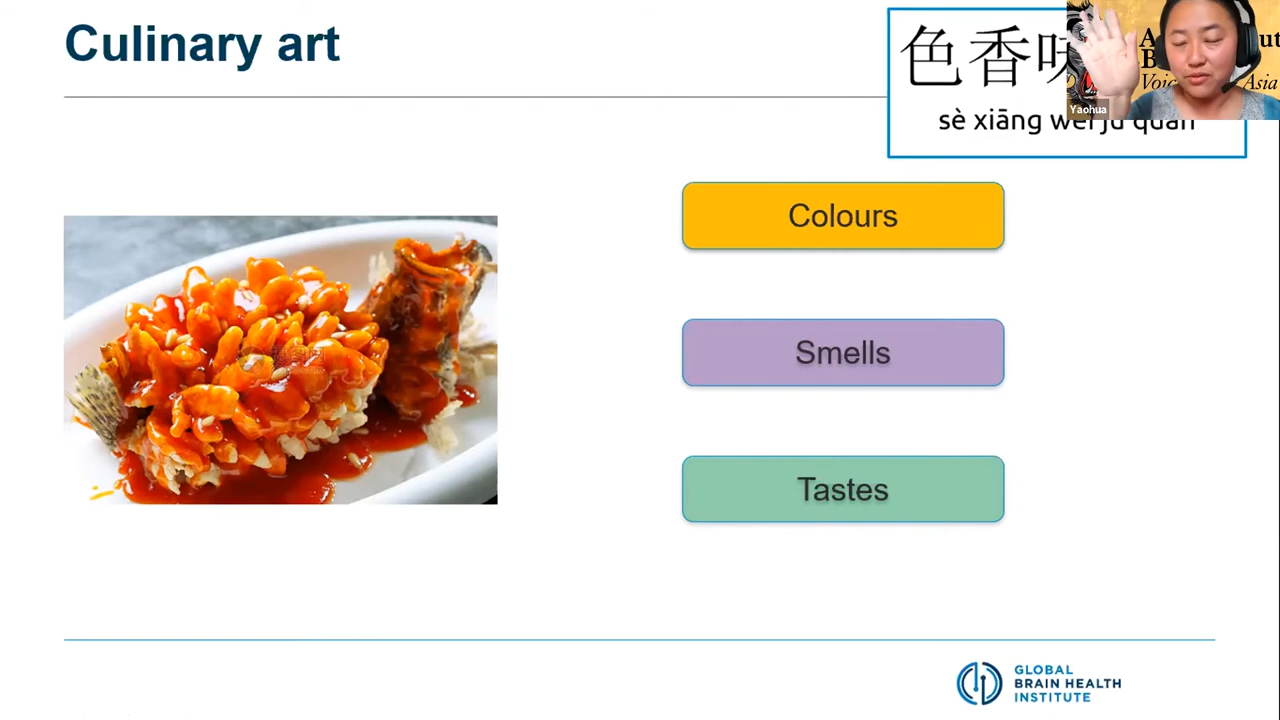 Culinary art
色香味
sè xiāng wèi jù quán
Yaohua
Colours
Smells
Tastes
GLOBAL
BRAIN HEALTH
INSTITUTE